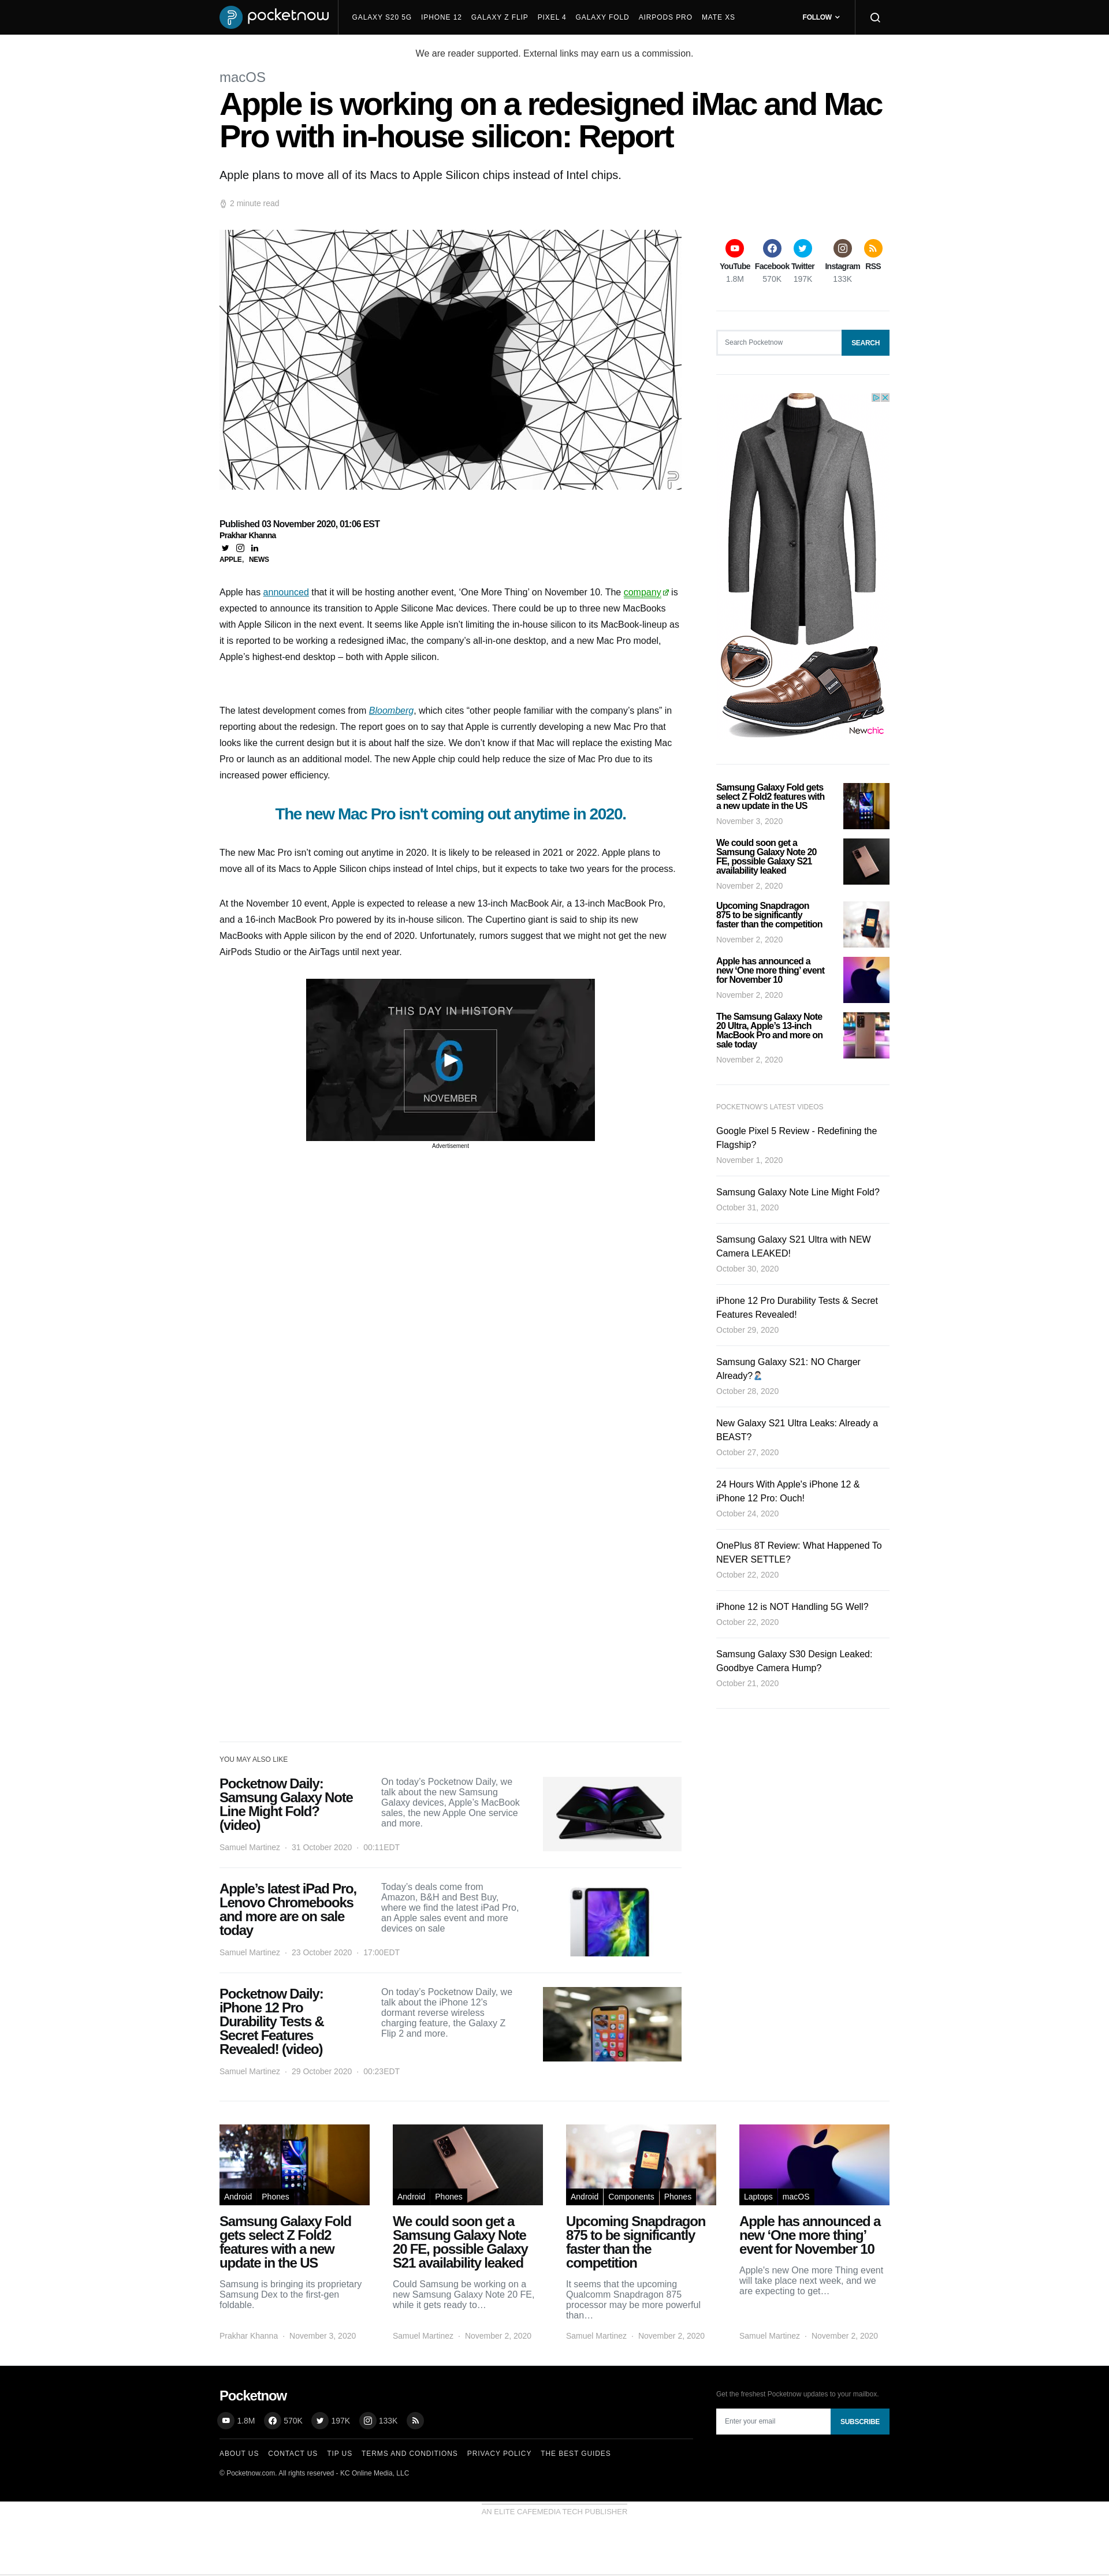 pocketnow
GALAXY S20 5G IPHONE 12 GALAXY Z FLIP PIXEL 4 GALAXY FOLD AIRPODS PRO MATE XS
FOLLOW
We are reader supported. External links may earn us a commission.
macOS
Apple is working on a redesigned iMac and Mac
Pro with in-house silicon: Report
Apple plans to move all of its Macs to Apple Silicon chips instead of Intel chips.
2 minute read
Published 03 November 2020, 01:06 EST
Prakhar Khanna
APPLE, NEWS
Apple has announced that it will be hosting another event, ‘One More Thing’ on November 10. The company is
expected to announce its transition to Apple Silicone Mac devices. There could be up to three new MacBooks
with Apple Silicon in the next event. It seems like Apple isn’t limiting the in-house silicon to its MacBook-lineup as
it is reported to be working a redesigned iMac, the company’s all-in-one desktop, and a new Mac Pro model,
Apple’s highest-end desktop – both with Apple silicon.
The latest development comes from Bloomberg, which cites “other people familiar with the company’s plans” in
reporting about the redesign. The report goes on to say that Apple is currently developing a new Mac Pro that
looks like the current design but it is about half the size. We don’t know if that Mac will replace the existing Mac
Pro or launch as an additional model. The new Apple chip could help reduce the size of Mac Pro due to its
increased power efficiency.
The new Mac Pro isn't coming out anytime in 2020.
The new Mac Pro isn’t coming out anytime in 2020. It is likely to be released in 2021 or 2022. Apple plans to
move all of its Macs to Apple Silicon chips instead of Intel chips, but it expects to take two years for the process.
At the November 10 event, Apple is expected to release a new 13-inch MacBook Air, a 13-inch MacBook Pro,
and a 16-inch MacBook Pro powered by its in-house silicon. The Cupertino giant is said to ship its new
MacBooks with Apple silicon by the end of 2020. Unfortunately, rumors suggest that we might not get the new
AirPods Studio or the AirTags until next year.
THIS DAY IN HISTORY
6
NOVEMBER
Advertisement
YouTube Facebook Twitter Instagram RSS
1.8M 570K 197K 133K
Search Pocketnow
SEARCH
Newchic
Samsung Galaxy Fold gets
select Z Fold2 features with
a new update in the US
November 3, 2020
We could soon get a
Samsung Galaxy Note 20
FE, possible Galaxy S21
availability leaked
November 2, 2020
Upcoming Snapdragon
875 to be significantly
faster than the competition
November 2, 2020
Apple has announced a
new ‘One more thing’ event
for November 10
November 2, 2020
The Samsung Galaxy Note
20 Ultra, Apple’s 13-inch
MacBook Pro and more on
sale today
November 2, 2020
POCKETNOW'S LATEST VIDEOS
Google Pixel 5 Review - Redefining the
Flagship?
November 1, 2020
Samsung Galaxy Note Line Might Fold?
October 31, 2020
Samsung Galaxy S21 Ultra with NEW
Camera LEAKED!
October 30, 2020
iPhone 12 Pro Durability Tests & Secret
Features Revealed!
October 29, 2020
Samsung Galaxy S21: NO Charger
Already?
October 28, 2020
New Galaxy S21 Ultra Leaks: Already a
BEAST?
October 27, 2020
24 Hours With Apple's iPhone 12 &
iPhone 12 Pro: Ouch!
October 24, 2020
OnePlus 8T Review: What Happened To
NEVER SETTLE?
October 22, 2020
iPhone 12 is NOT Handling 5G Well?
October 22, 2020
Samsung Galaxy S30 Design Leaked:
Goodbye Camera Hump?
October 21, 2020
YOU MAY ALSO LIKE
Pocketnow Daily:
Samsung Galaxy Note
Line Might Fold?
(video)
Samuel Martinez · 31 October 2020 · 00:11EDT
On today’s Pocketnow Daily, we
talk about the new Samsung
Galaxy devices, Apple’s MacBook
sales, the new Apple One service
and more.
Apple’s latest iPad Pro,
Lenovo Chromebooks
and more are on sale
today
Samuel Martinez · 23 October 2020 · 17:00EDT
Today’s deals come from
Amazon, B&H and Best Buy,
where we find the latest iPad Pro,
an Apple sales event and more
devices on sale
Pocketnow Daily:
iPhone 12 Pro
Durability Tests &
Secret Features
Revealed! (video)
Samuel Martinez · 29 October 2020 · 00:23EDT
On today’s Pocketnow Daily, we
talk about the iPhone 12’s
dormant reverse wireless
charging feature, the Galaxy Z
Flip 2 and more.
Android Phones
Samsung Galaxy Fold
gets select Z Fold2
features with a new
update in the US
Samsung is bringing its proprietary
Samsung Dex to the first-gen
foldable.
Prakhar Khanna · November 3, 2020
Android Phones
We could soon get a
Samsung Galaxy Note
20 FE, possible Galaxy
S21 availability leaked
Could Samsung be working on a
new Samsung Galaxy Note 20 FE,
while it gets ready to…
Samuel Martinez · November 2, 2020
Android Components Phones
Upcoming Snapdragon
875 to be significantly
faster than the
competition
It seems that the upcoming
Qualcomm Snapdragon 875
processor may be more powerful
than…
Samuel Martinez · November 2, 2020
Laptops macOS
Apple has announced a
new ‘One more thing’
event for November 10
Apple's new One more Thing event
will take place next week, and we
are expecting to get…
Samuel Martinez · November 2, 2020
Pocketnow
1.8M 570K 197K 133K
ABOUT US CONTACT US TIP US TERMS AND CONDITIONS PRIVACY POLICY THE BEST GUIDES
© Pocketnow.com. All rights reserved - KC Online Media, LLC
Get the freshest Pocketnow updates to your mailbox.
Enter your email
SUBSCRIBE
AN ELITE CAFEMEDIA TECH PUBLISHER